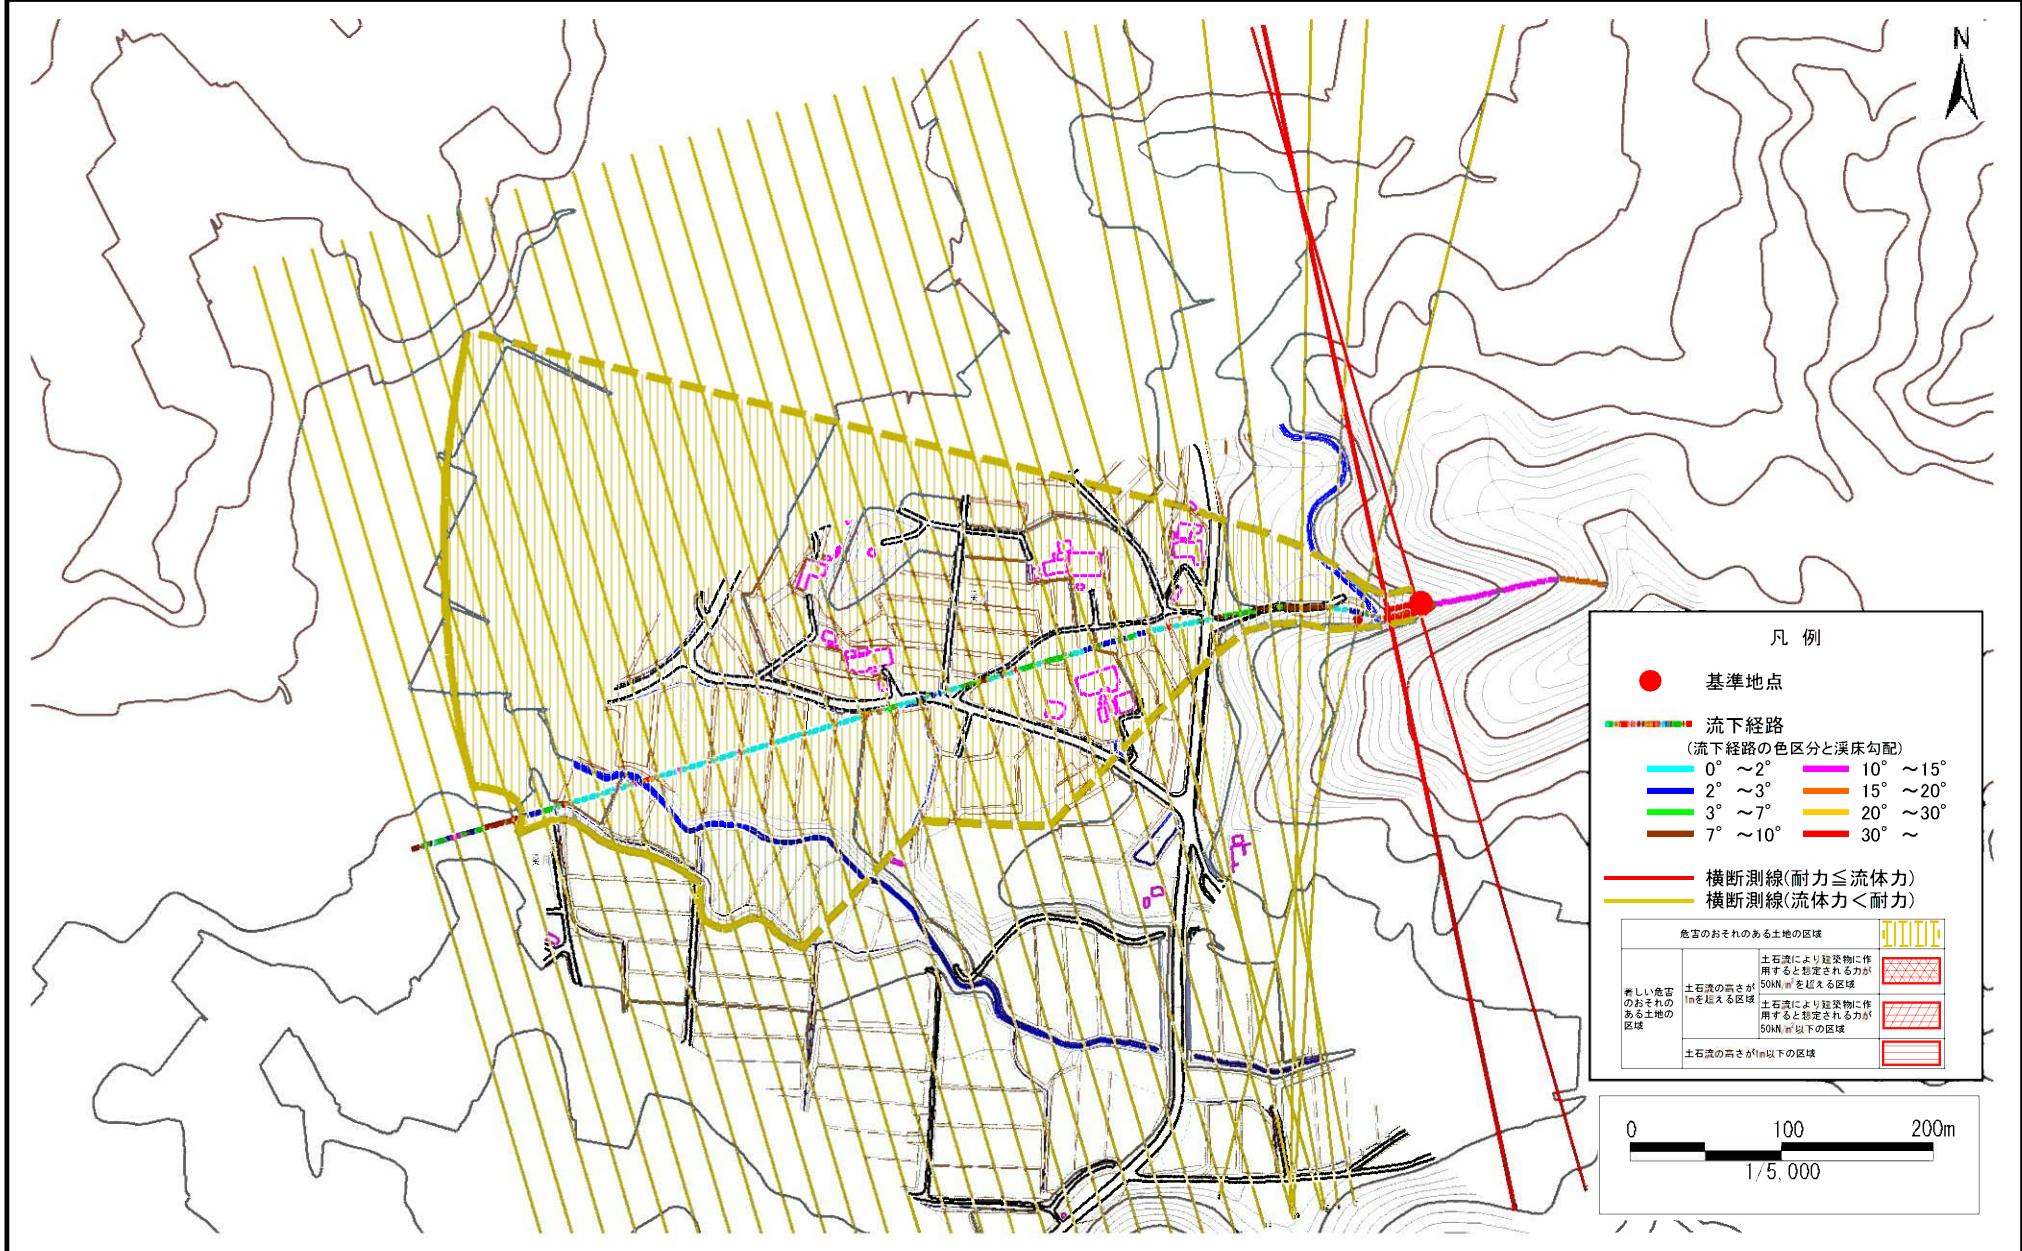 N
凡 例
基準地点
流下経路
(流下経路の色区分と渓床勾配)
0° ～2°
10° ～15°
2° ～3°
15° ～20°
3° ～7°
20° ～30°
7° ～10°
30° ～
横断測線(耐力≦流体力)
横断測線(流体力＜耐力)
危害のおそれのある土地の区域
著しい危害
のおそれの
ある土地の
区域
土石流の高さが
1mを超える区域
土石流により建築物に作
用すると想定される力が
50kN/㎡を超える区域
土石流により建築物に作
用すると想定される力が
50kN/㎡以下の区域
土石流の高さが1m以下の区域
0 100 200m
1/5,000